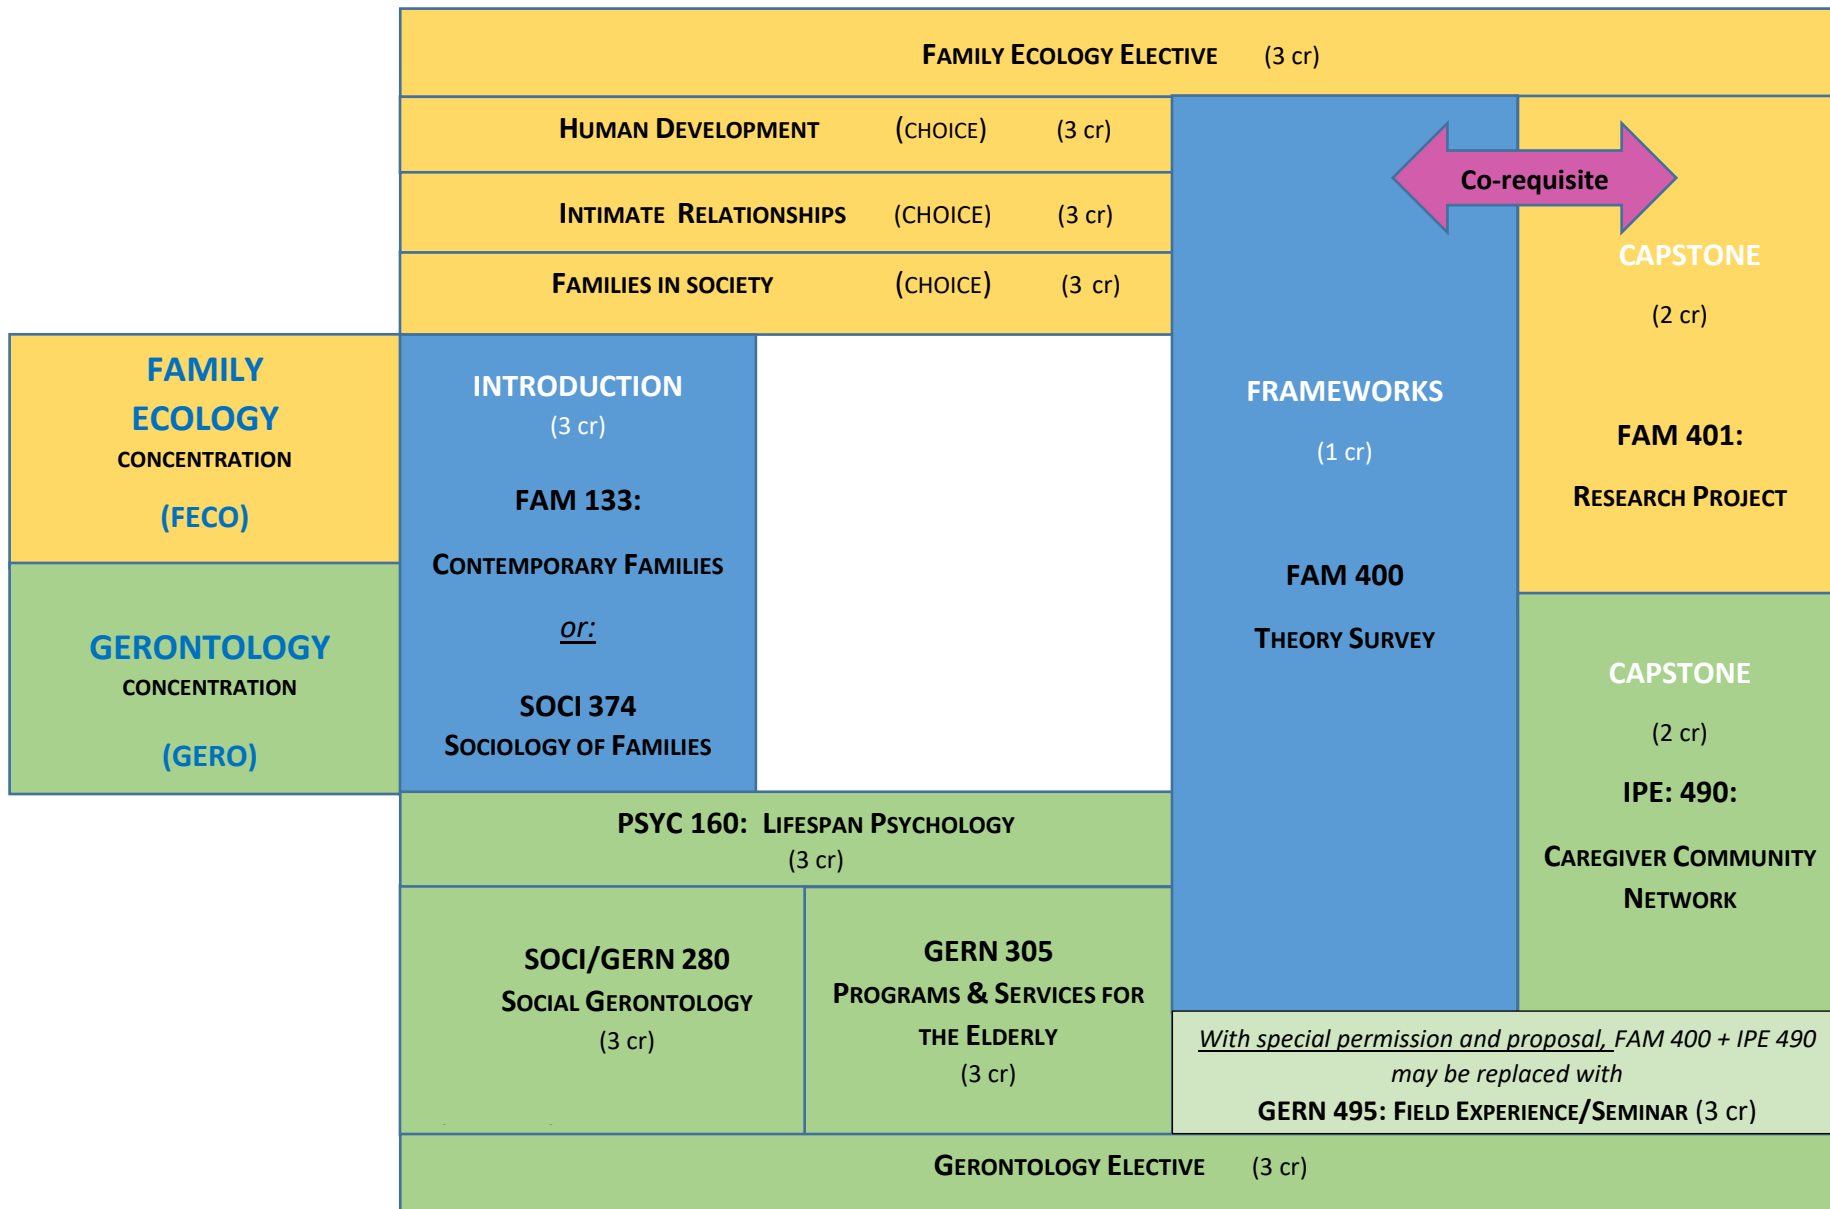 FAMILY ECOLOGY ELECTIVE (3 cr)
HUMAN DEVELOPMENT (CHOICE) (3 cr)
INTIMATE RELATIONSHIPS (CHOICE) (3 cr)
FAMILIES IN SOCIETY (CHOICE) (3 cr)
FAMILY
ECOLOGY
CONCENTRATION
(FECO)
GERONTOLOGY
CONCENTRATION
(GERO)
INTRODUCTION
(3 cr)
FAM 133:
CONTEMPORARY FAMILIES
or:
SOCI 374
SOCIOLOGY OF FAMILIES
FRAMEWORKS
(1 cr)
FAM 400
THEORY SURVEY
Co-requisite
CAPSTONE
(2 cr)
FAM 401:
RESEARCH PROJECT
CAPSTONE
(2 cr)
IPE: 490:
CAREGIVER COMMUNITY
NETWORK
PSYC 160: LIFESPAN PSYCHOLOGY
(3 cr)
SOCI/GERN 280
SOCIAL GERONTOLOGY
(3 cr)
GERN 305
PROGRAMS & SERVICES FOR
THE ELDERLY
(3 cr)
With special permission and proposal, FAM 400 + IPE 490
may be replaced with
GERN 495: FIELD EXPERIENCE/SEMINAR (3 cr)
GERONTOLOGY ELECTIVE (3 cr)